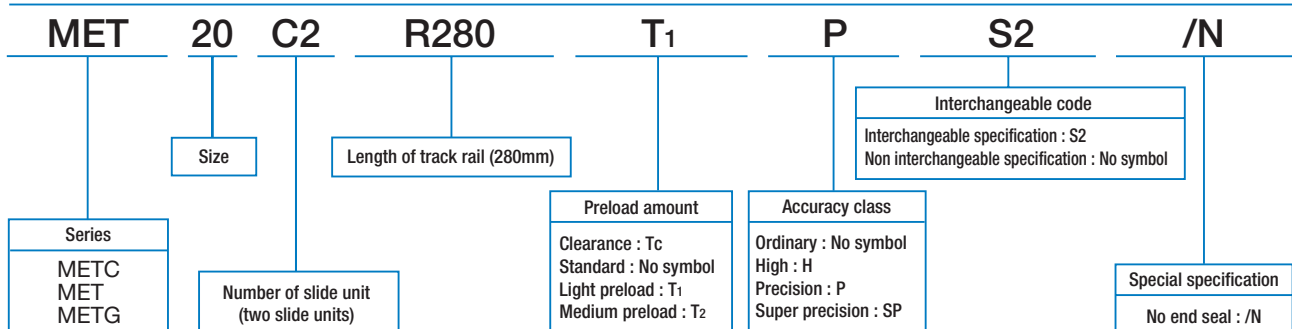 MET 20 C2 R280 T1 P S2 /N
Interchangeable code
Interchangeable specification : S2
Non interchangeable specification : No symbol
Size
Length of track rail (280mm)
Preload amount
Clearance : Tc
Standard : No symbol
Light preload : T1
Medium preload : T2
Accuracy class
Ordinary : No symbol
High : H
Precision : P
Super precision : SP
Series
METC
MET
METG
Number of slide unit
(two slide units)
Special specification
No end seal : /N